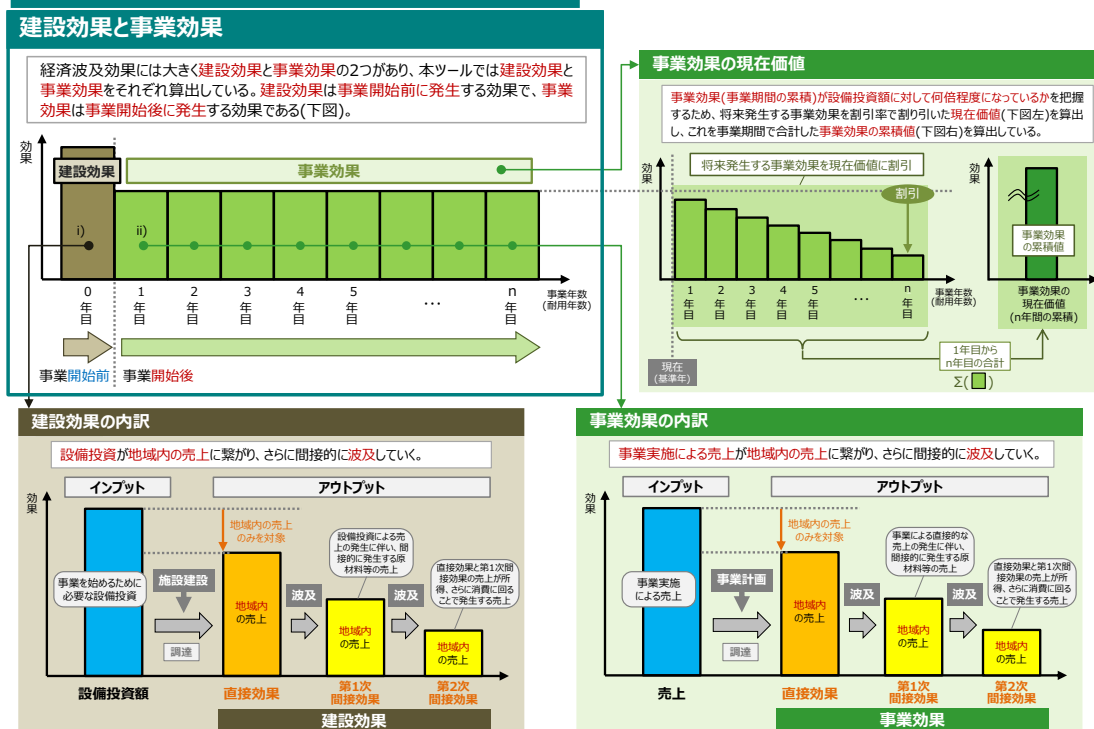 建設効果と事業効果
経済波及効果には大きく建設効果と事業効果の2つがあり、本ツールでは建設効果と
事業効果をそれぞれ算出している。建設効果は事業開始前に発生する効果で、事業
効果は事業開始後に発生する効果である(下図)。
効果
建設効果
事業効果
i)
ii)
0年目
1年目
2年目
3年目
4年目
5年目
…
n年目
事業年数
(耐用年数)
事業開始前
事業開始後
事業効果の現在価値
事業効果(事業期間の累積)が設備投資額に対して何倍程度になっているかを把握
するため、将来発生する事業効果を割引率で割り引いた現在価値(下図左)を算出
し、これを事業期間で合計した事業効果の累積値(下図右)を算出している。
効果
将来発生する事業効果を現在価値に割引
割引
1年目
2年目
3年目
4年目
5年目
…
n年目
事業年数
(耐用年数)
現在
(基準年)
効果
事業効果
の累積値
事業効果の
現在価値
(n年間の累積)
1年目から
n年目の合計
Σ( )
建設効果の内訳
設備投資が地域内の売上に繋がり、さらに間接的に波及していく。
インプット
アウトプット
効果
地域内の売上
のみを対象
設備投資による売
上の発生に伴い、間
接的に発生する原
材料等の売上
直接効果と第1次間
接効果の売上が所
得、さらに消費に回る
ことで発生する売上
事業を始めるために
必要な設備投資
施設建設
調達
地域内
の売上
波及
地域内
の売上
波及
地域内
の売上
設備投資額
直接効果
第1次
間接効果
第2次
間接効果
建設効果
事業効果の内訳
事業実施による売上が地域内の売上に繋がり、さらに間接的に波及していく。
インプット
アウトプット
効果
地域内の売上
のみを対象
事業による直接的な
売上の発生に伴い、
間接的に発生する原
材料等の売上
直接効果と第1次間
接効果の売上が所
得、さらに消費に回る
ことで発生する売上
事業実施
による売上
事業計画
調達
地域内
の売上
波及
地域内
の売上
波及
地域内
の売上
売上
直接効果
第1次
間接効果
第2次
間接効果
事業効果